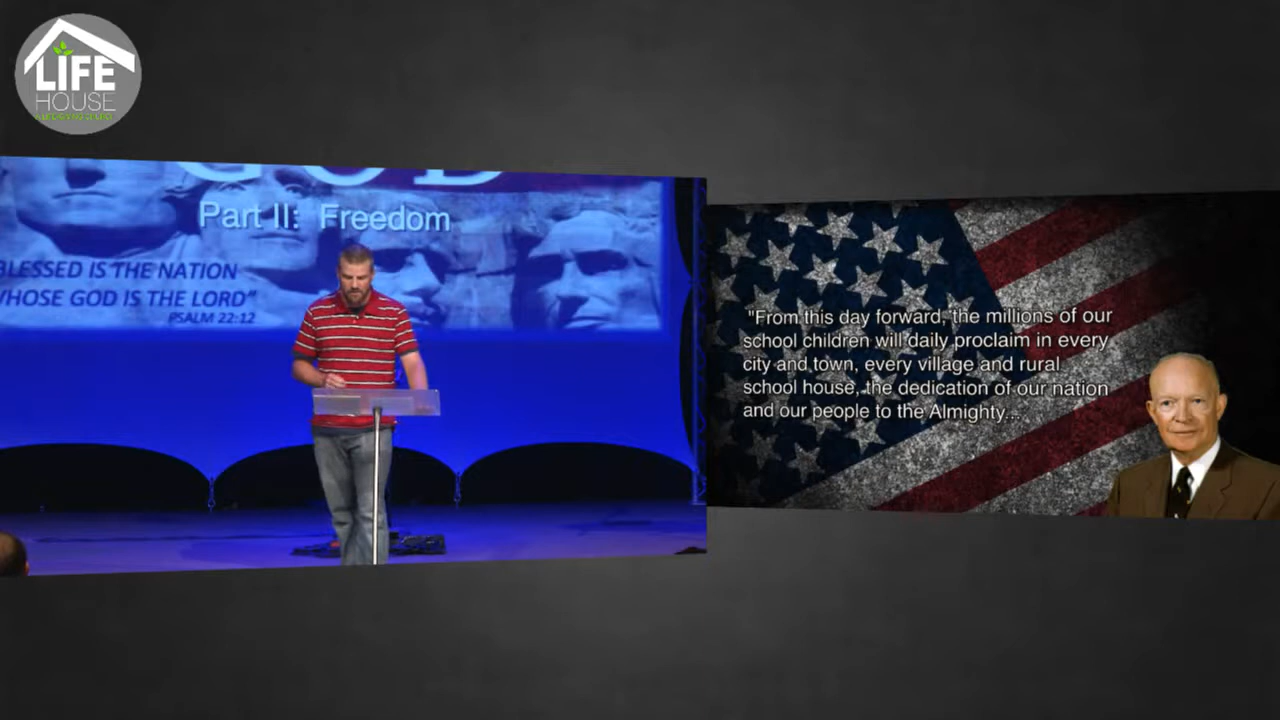 LIFE
HOUSE
GOD
Part II: Freedom
BLESSED IS THE NATION
WHOSE GOD IS THE LORD"
PSALM 22:12
"From this day forward, the millions of our
school children will daily proclaim in every
city and town, every village and rural
school house, the dedication of our nation
and our people to the Almighty...